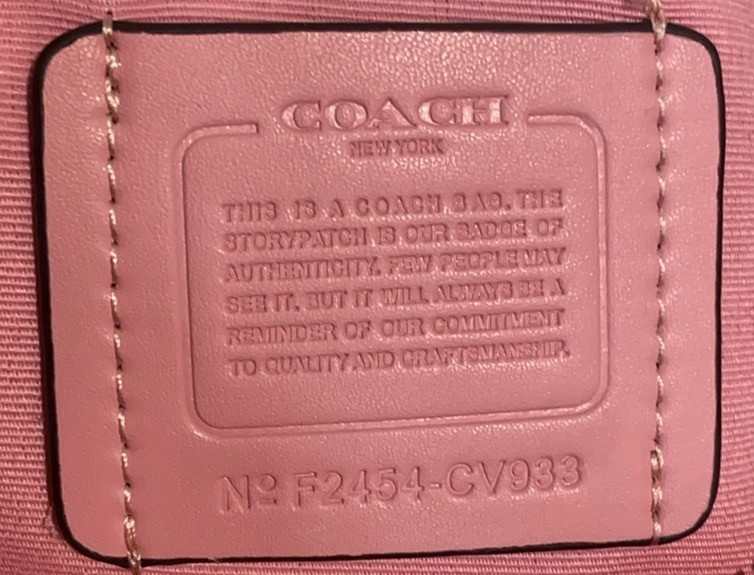 COACH
NEW YORK
THIS IS A COACH BAG. THE
STORYPATCH IS OUR BADGE OF
AUTHENTICITY. FEW PEOPLE MAY
SEE IT. BUT IT WILL ALWAYS BE A
REMINDER OF OUR COMMITMENT
TO QUALITY AND CRAFTSMANSHIP.
Nº F2454-CV933